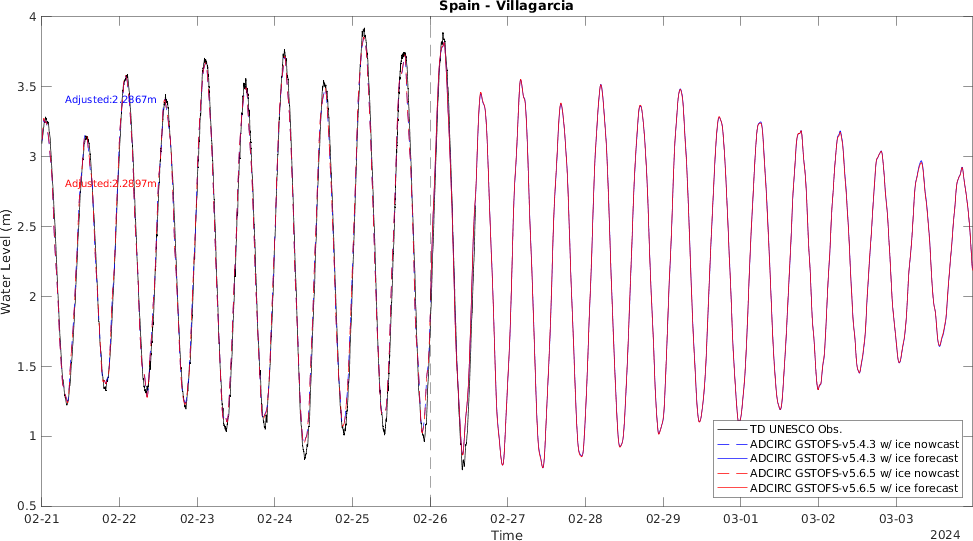 Spain - Villagarcia
4
3.5
3
2.5
2
1.5
1
0.5
Water Level (m)
Adjusted:2.2867m
Adjusted:2.2897m
TD UNESCO Obs.
ADCIRC GSTOFS-v5.4.3 w/ ice nowcast
ADCIRC GSTOFS-v5.4.3 w/ ice forecast
ADCIRC GSTOFS-v5.6.5 w/ ice nowcast
ADCIRC GSTOFS-v5.6.5 w/ ice forecast
02-21 02-22 02-23 02-24 02-25 02-26 02-27 02-28 02-29 03-01 03-02 03-03
Time
2024